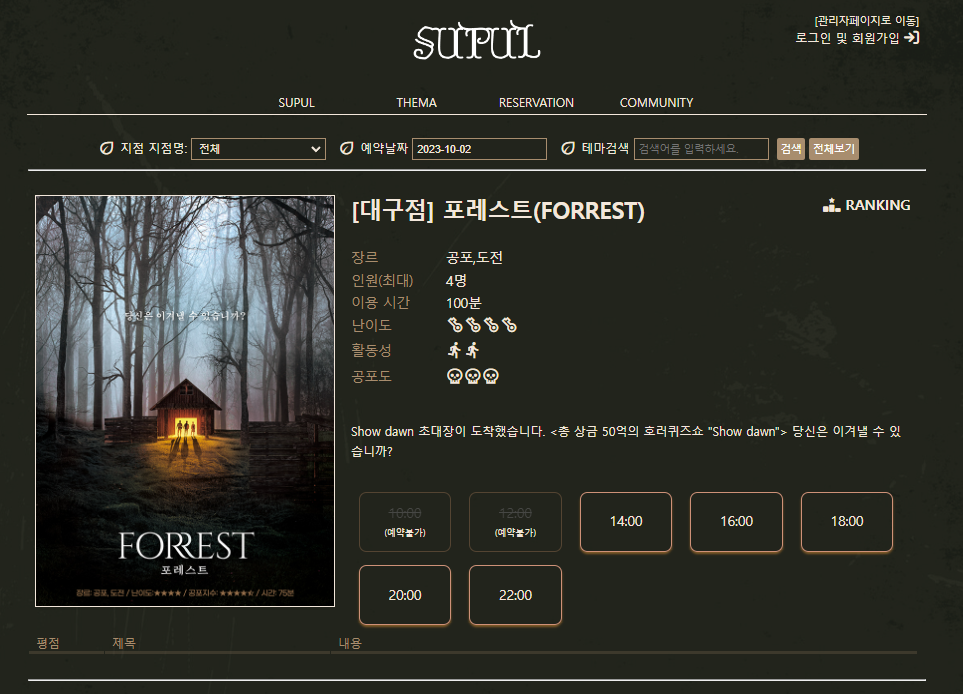 [관리자페이지로 이동]
SUPUL
로그인 및 회원가입
SUPUL THEMA RESERVATION COMMUNITY
지점 지점명: 전체 예약날짜 2023-10-02 테마검색 검색어를 입력하세요. 검색 전체보기
[대구점] 포레스트(FORREST)
RANKING
장르 공포,도전
인원(최대) 4명
이용 시간 100분
난이도
활동성
공포도
당신은 이겨낼 수 있습니까?
Show dawn 초대장이 도착했습니다. <총 상금 50억의 호러퀴즈쇼 "Show dawn"> 당신은 이겨낼 수 있
습니까?
10:00 12:00 14:00 16:00 18:00
(예약불가) (예약불가)
20:00 22:00
FORREST
포레스트
장르: 공포, 도전 / 난이도:★★★★ / 공포지수: ★★★★⯪ / 시간: 75분
평점 제목 내용